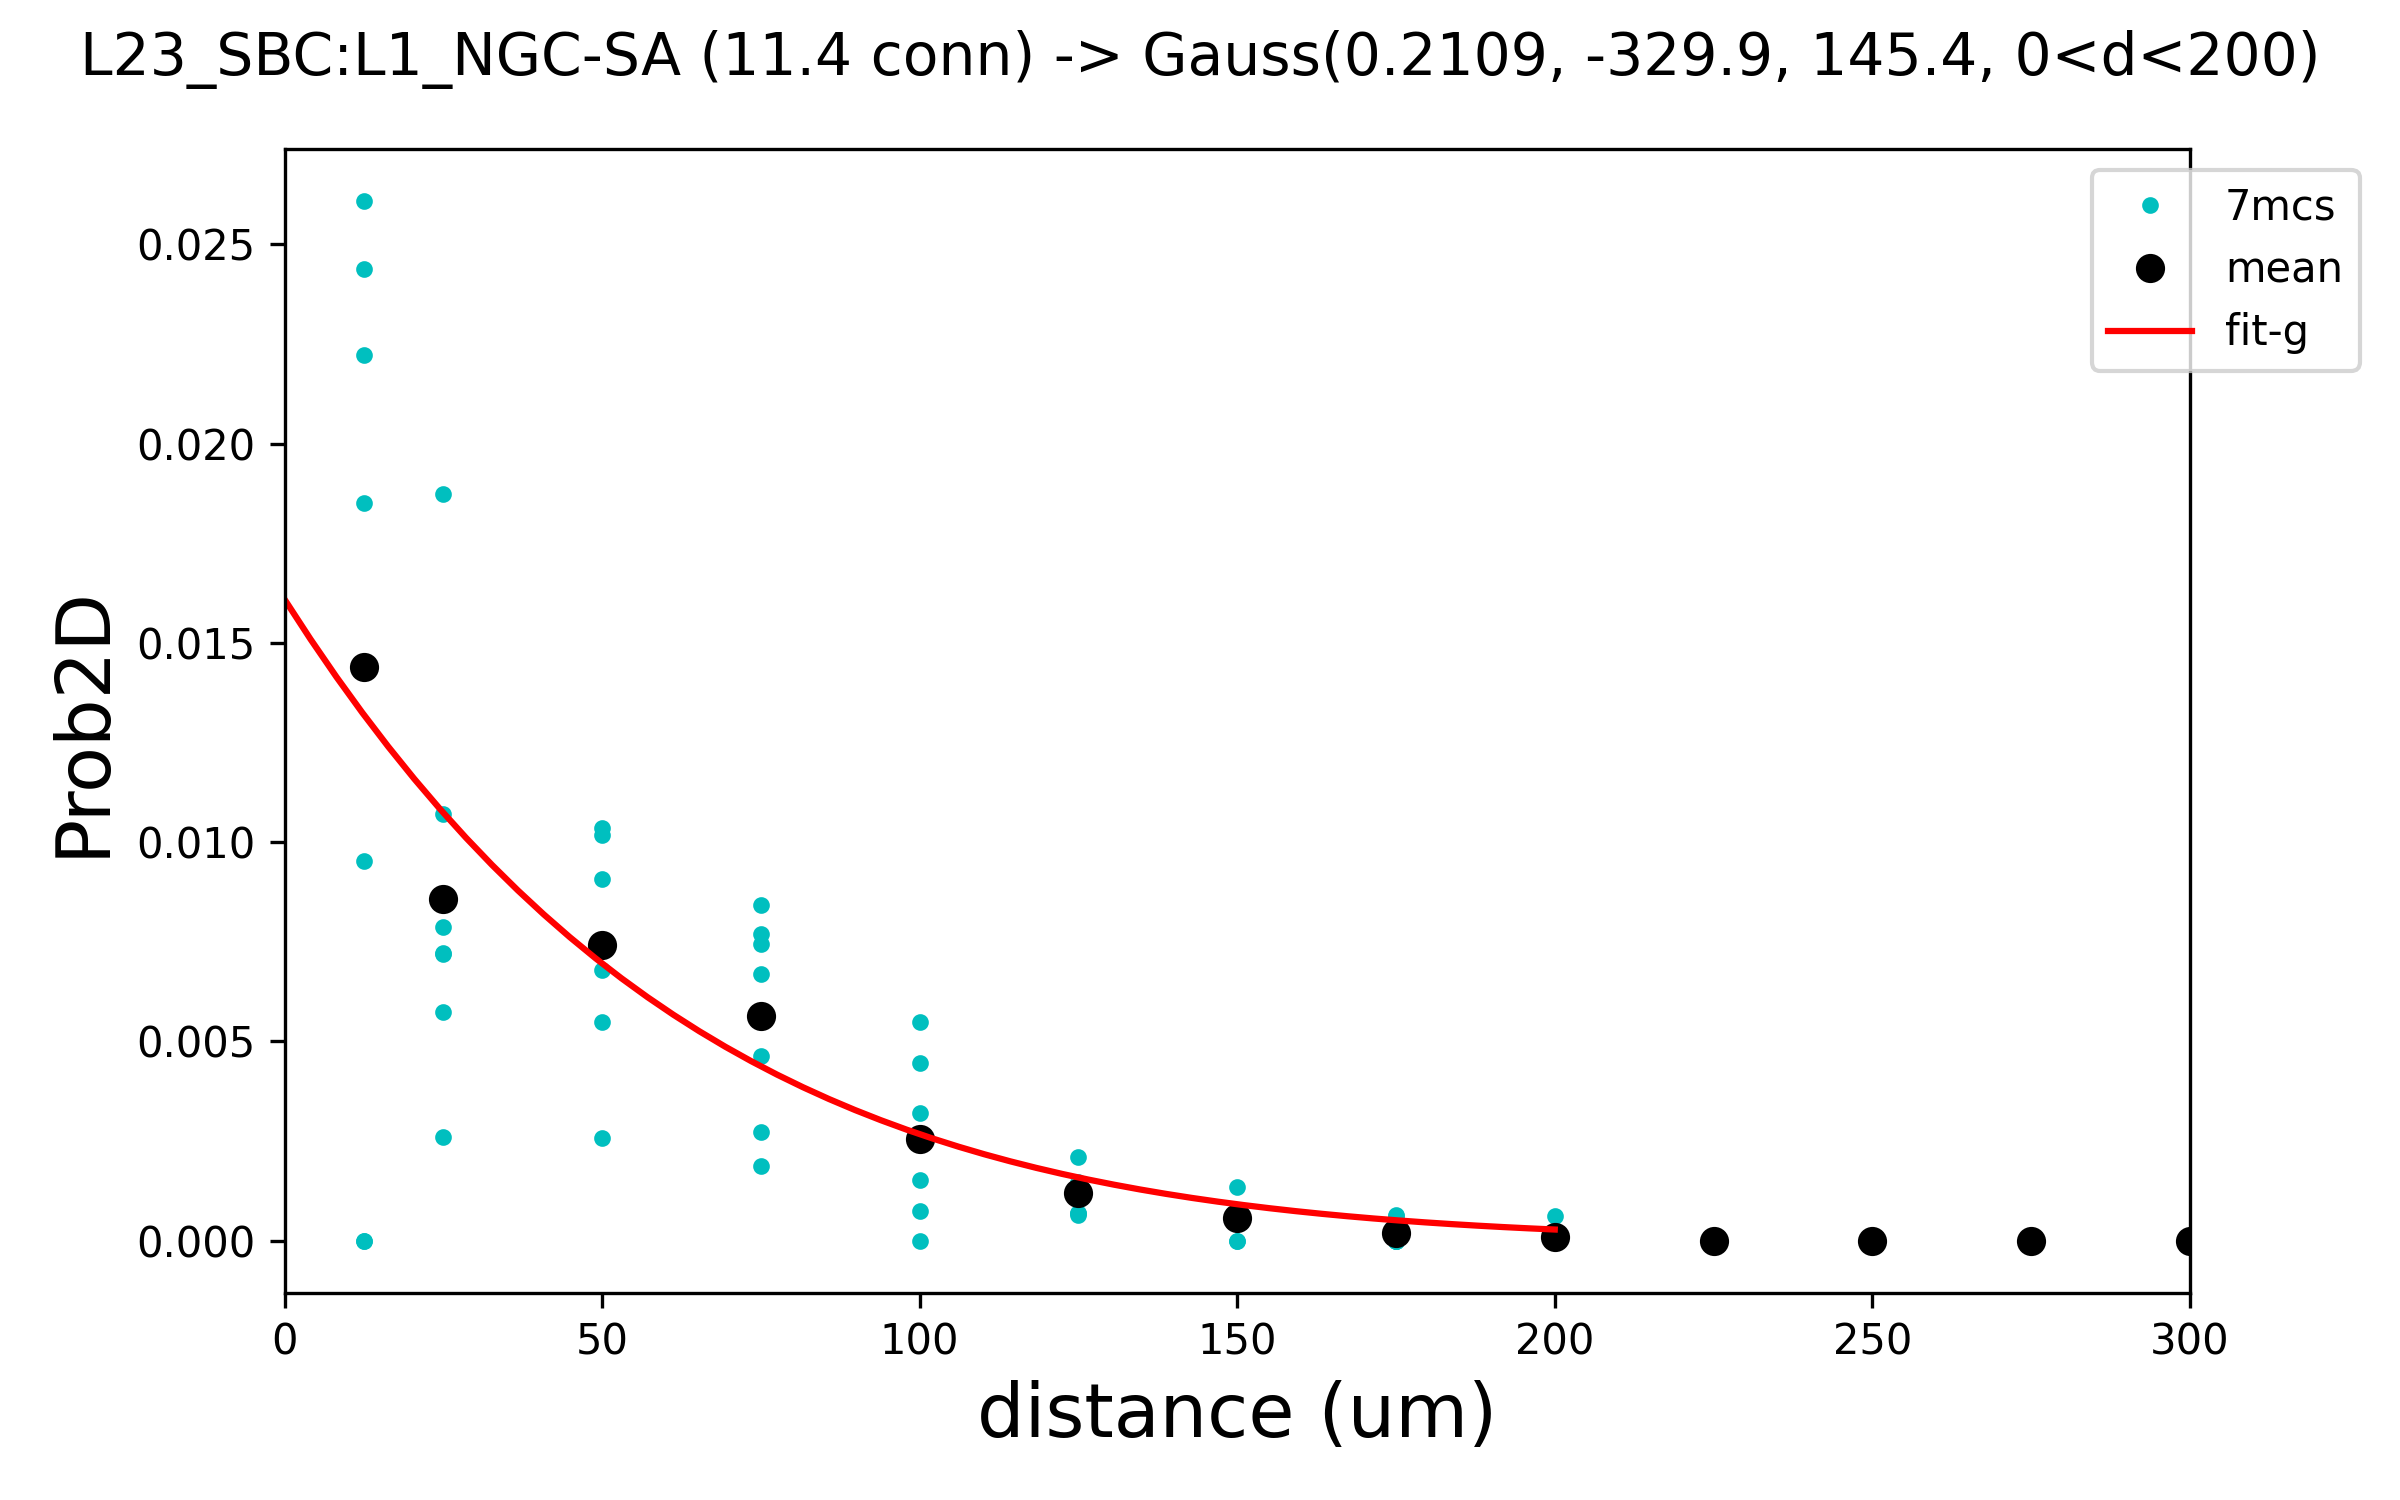 L23_SBC:L1_NGC-SA (11.4 conn) -> Gauss(0.2109, -329.9, 145.4, 0<d<200)
7mcs
mean
fit-g
Prob2D
0.025
0.020
0.015
0.010
0.005
0.000
0 50 100 150 200 250 300
distance (um)